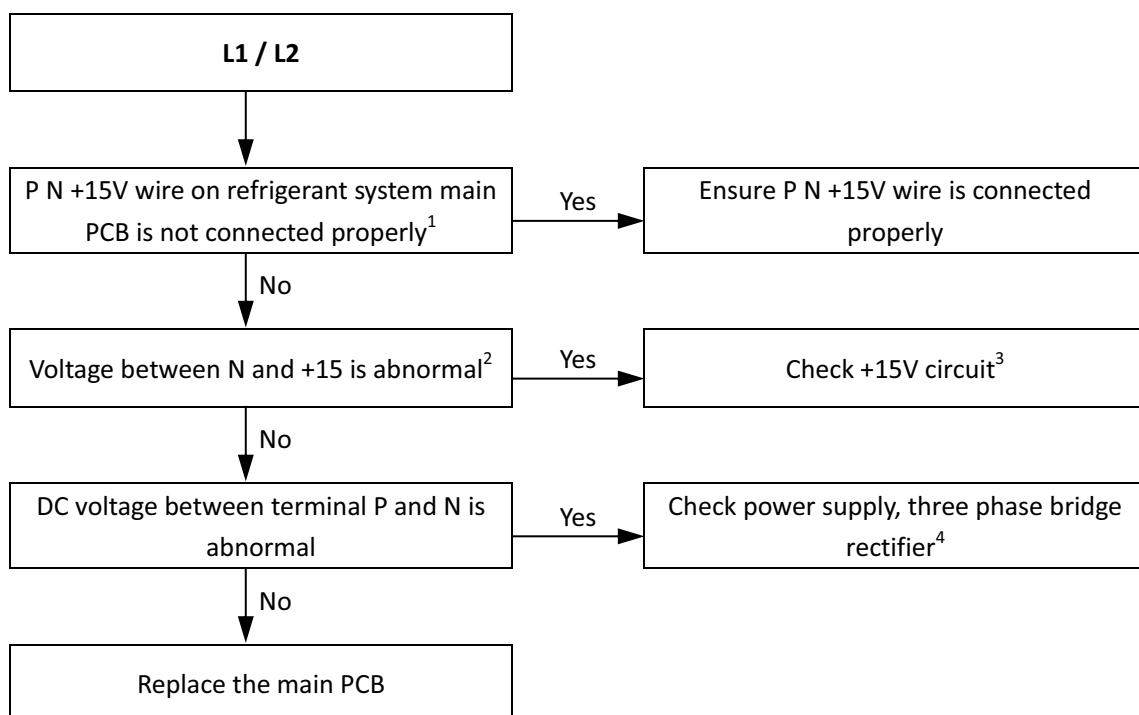 L1 / L2
P N +15V wire on refrigerant system main
PCB is not connected properly¹
Yes
Ensure P N +15V wire is connected
properly
No
Voltage between N and +15 is abnormal²
Yes
Check +15V circuit³
No
DC voltage between terminal P and N is
abnormal
Yes
Check power supply, three phase bridge
rectifier⁴
No
Replace the main PCB